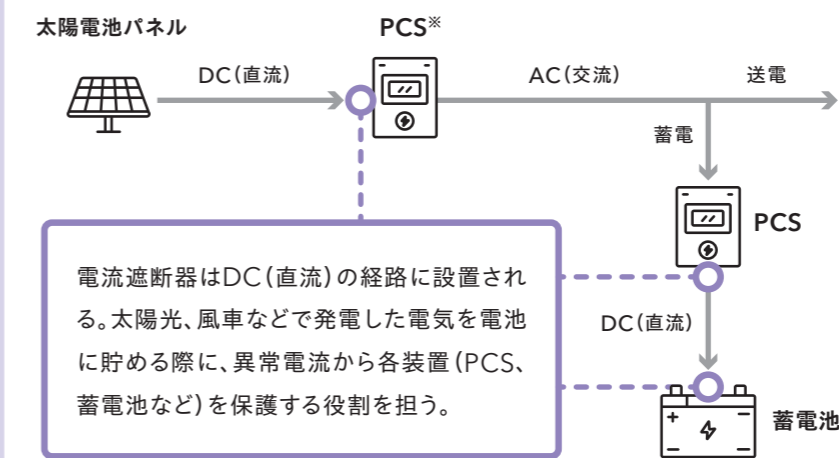 太陽電池パネル
PCS※
DC(直流)
AC(交流)
送電
蓄電
PCS
電流遮断器はDC(直流)の経路に設置され
る。太陽光、風車などで発電した電気を電池
に貯める際に、異常電流から各装置(PCS、
蓄電池など)を保護する役割を担う。
DC(直流)
蓄電池